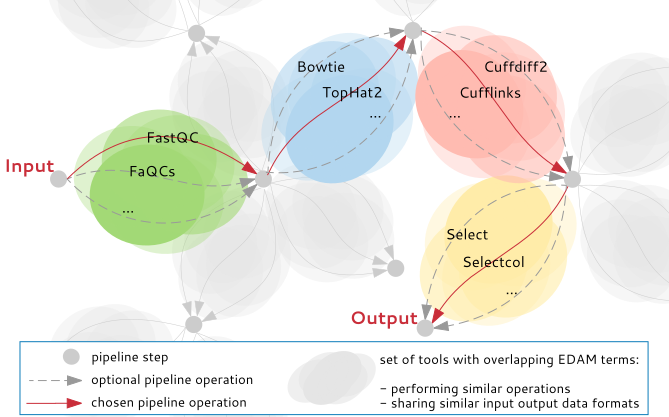 Bowtie
TopHat2
...
Cuffdiff2
Cufflinks
...
Input
FastQC
FaQCs
...
Select
Selectcol
...
Output
pipeline step
optional pipeline operation
chosen pipeline operation
set of tools with overlapping EDAM terms:
- performing similar operations
- sharing similar input output data formats